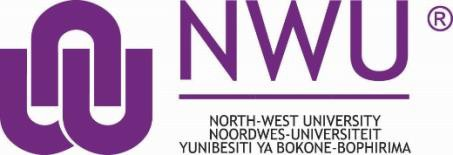 NWU ®
NORTH-WEST UNIVERSITY
NOORDWES-UNIVERSITEIT
YUNIBESITI YA BOKONE-BOPHIRIMA